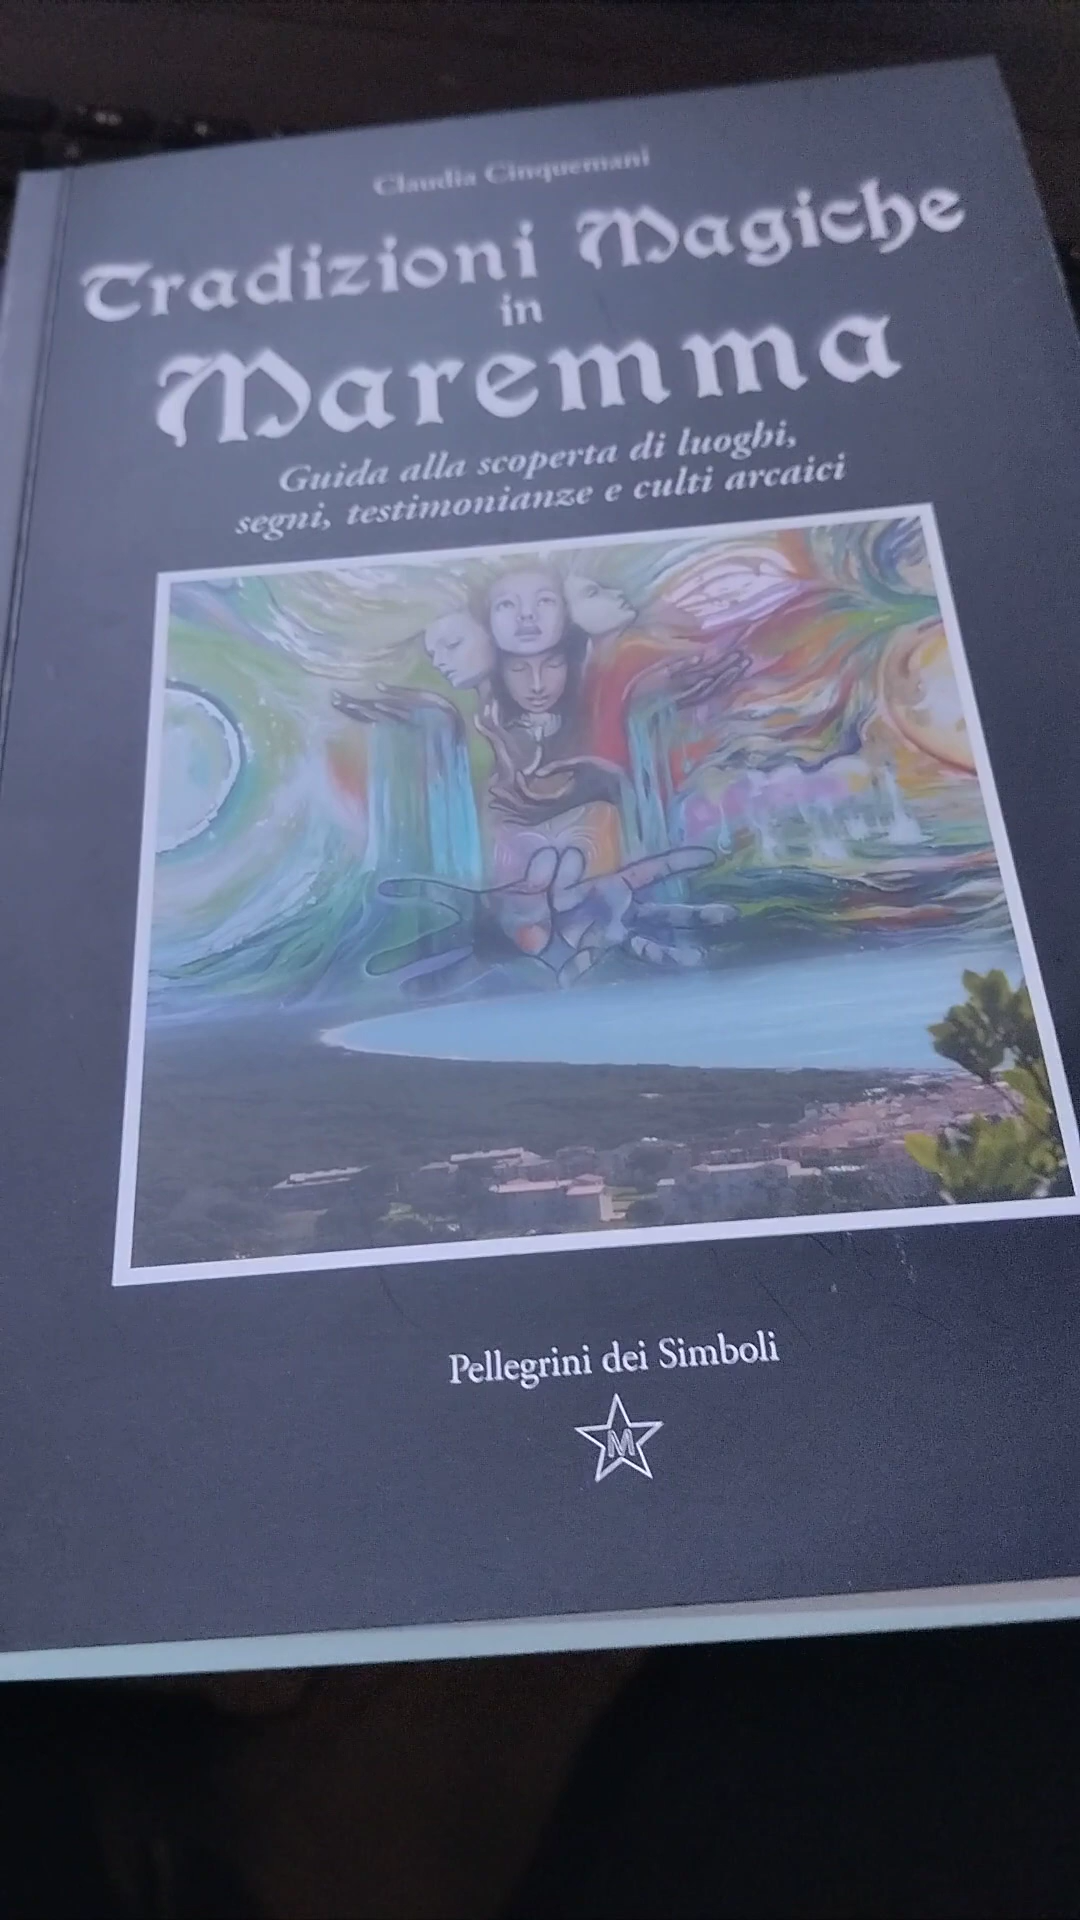 Claudia Cinquemani
Tradizioni Magiche
in
Maremma
Guida alla scoperta di luoghi,
segni, testimonianze e culti arcaici
Pellegrini dei Simboli
M